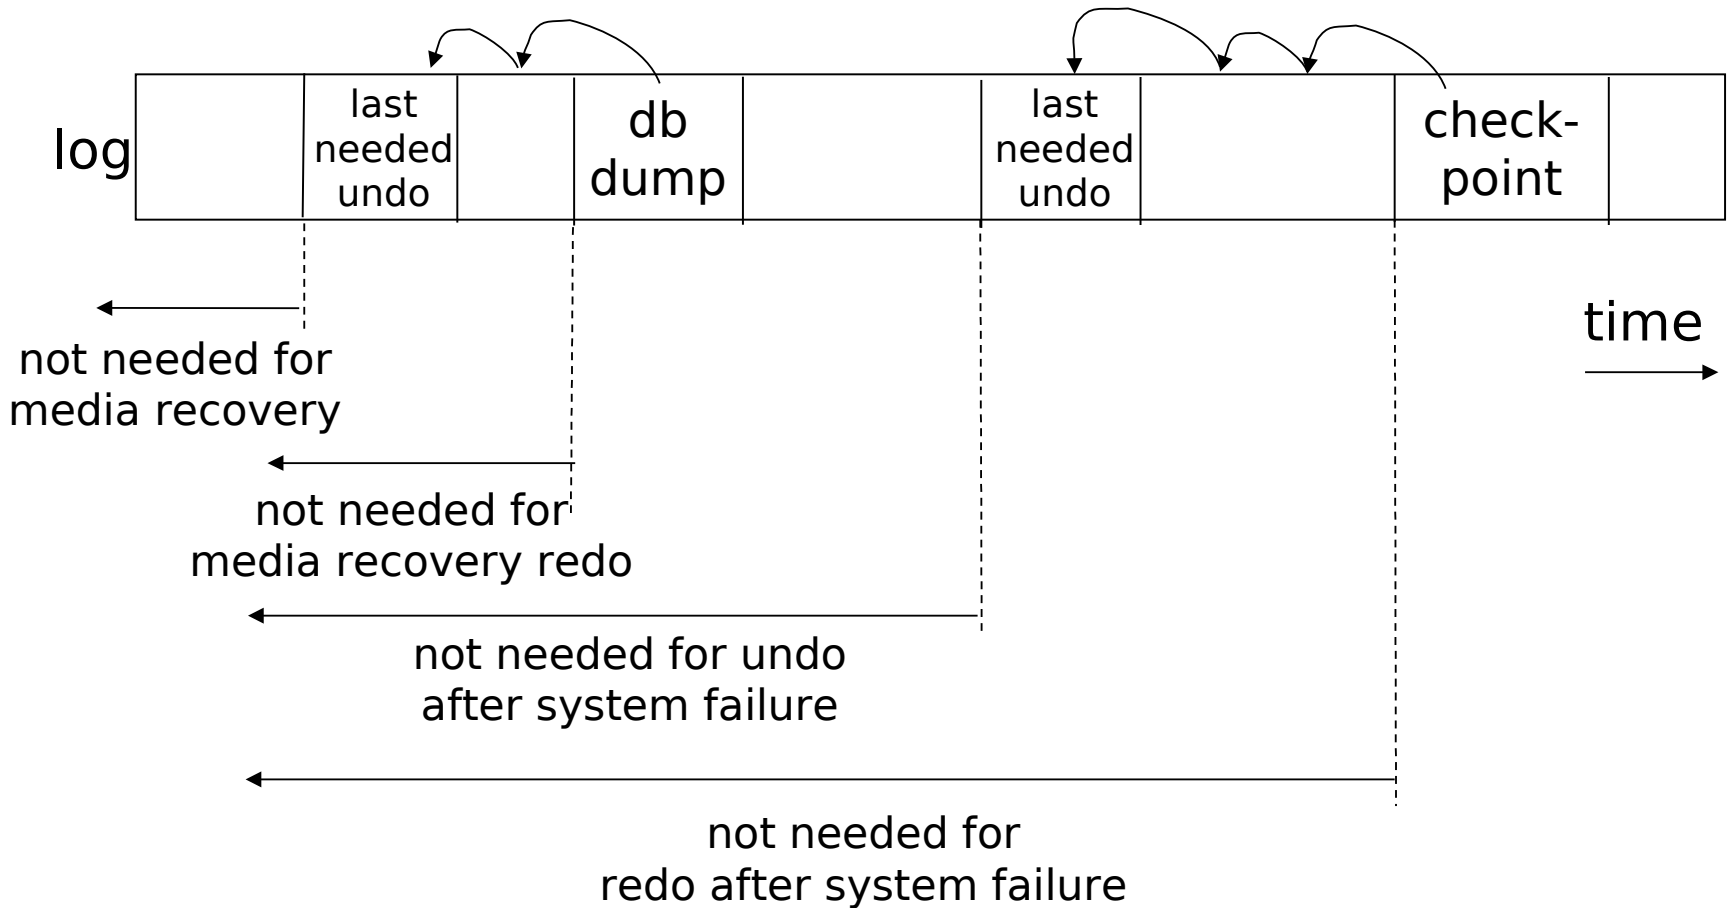 log
last
needed
undo
db
dump
last
needed
undo
check-
point
time
not needed for
media recovery
not needed for
media recovery redo
not needed for undo
after system failure
not needed for
redo after system failure